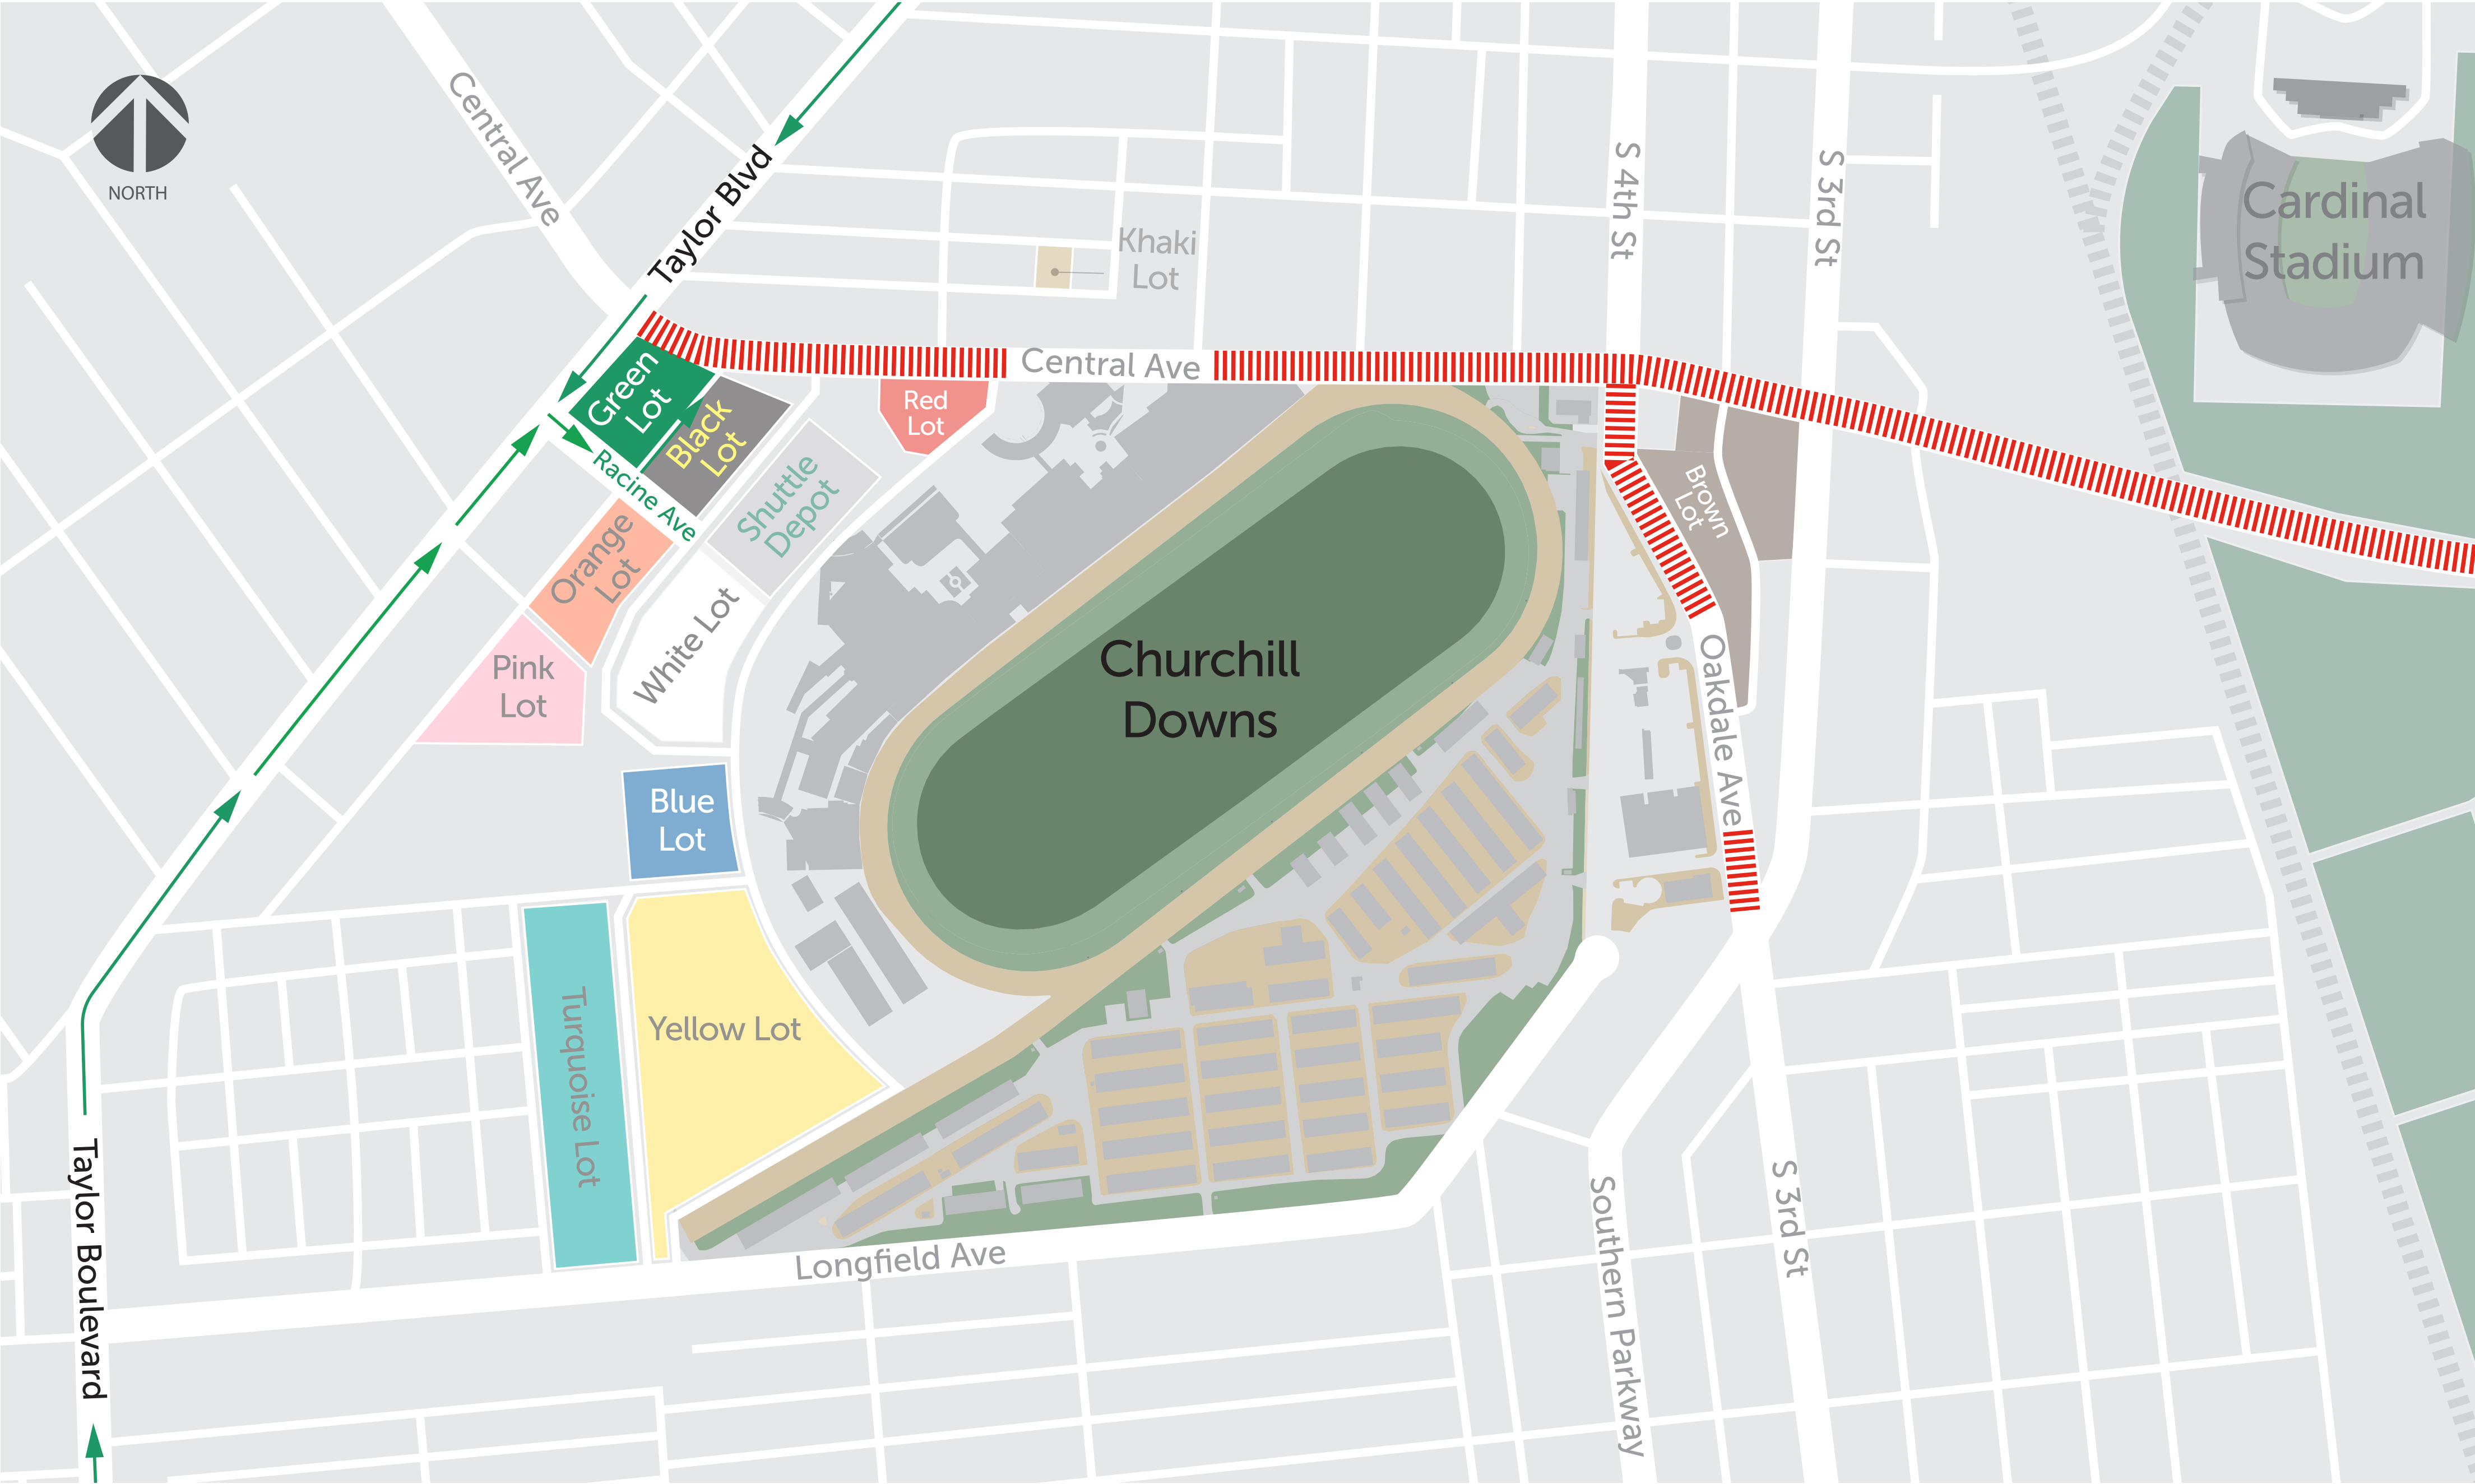 NORTH
Central Ave
Taylor Blvd
Khaki
Lot
S 4th St
S 3rd St
Cardinal
Stadium
Central Ave
Green
Lot
Black
Lot
Red
Lot
Racine Ave
Shuttle
Depot
Brown
Lot
Orange
Lot
White Lot
Pink
Lot
Churchill
Downs
Oakdale Ave
Blue
Lot
Turquoise Lot
Yellow Lot
Taylor Boulevard
Longfield Ave
Southern Parkway
S 3rd St